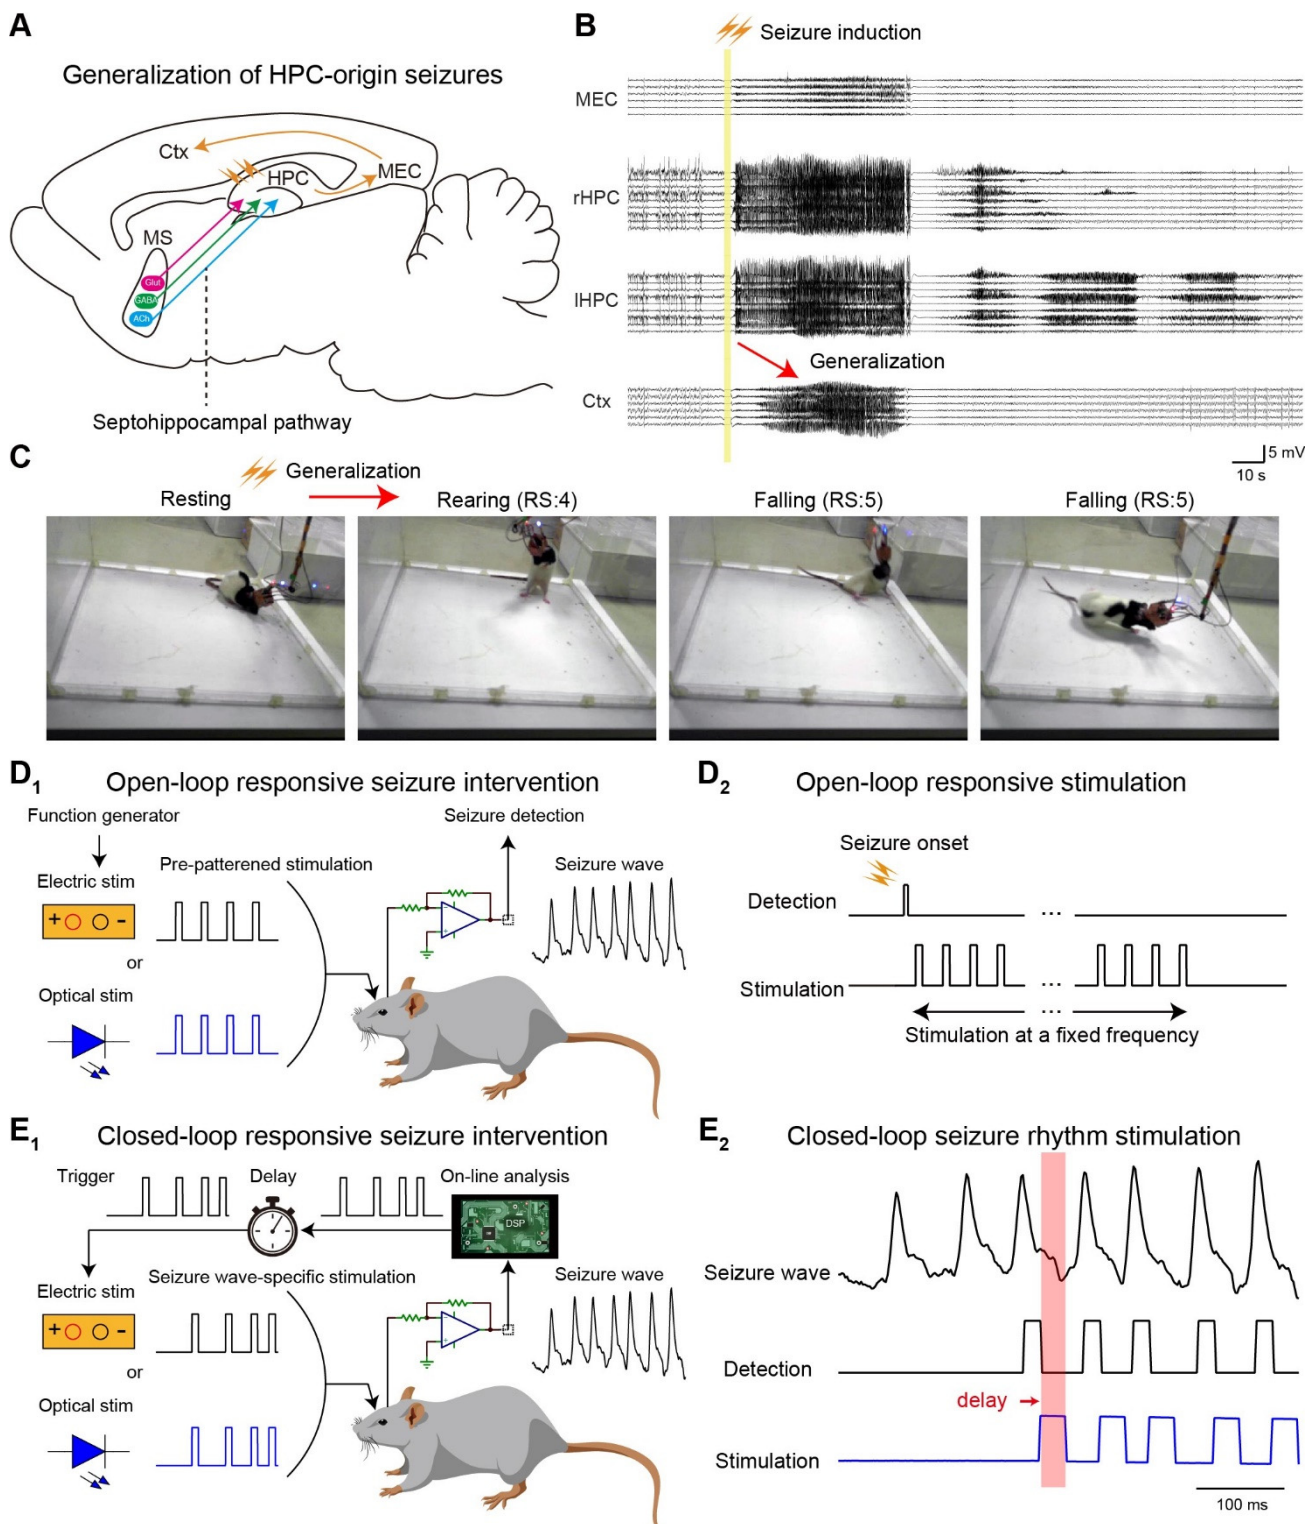 A
Generalization of HPC-origin seizures
Ctx
HPC
MEC
MS
Glut
GABA
ACh
Septohippocampal pathway
B
Seizure induction
MEC
rHPC
lHPC
Generalization
Ctx
5 mV
10 s
C
Generalization
Resting
Rearing (RS:4)
Falling (RS:5)
Falling (RS:5)
D1
Open-loop responsive seizure intervention
Function generator
Seizure detection
Pre-patterened stimulation
Seizure wave
Electric stim
+ -
or
Optical stim
D2
Open-loop responsive stimulation
Seizure onset
Detection
...
Stimulation
...
...
Stimulation at a fixed frequency
E1
Closed-loop responsive seizure intervention
Trigger
Delay
On-line analysis
DSP
Seizure wave-specific stimulation
Seizure wave
Electric stim
+ -
or
Optical stim
E2
Closed-loop seizure rhythm stimulation
Seizure wave
Detection
delay
Stimulation
100 ms